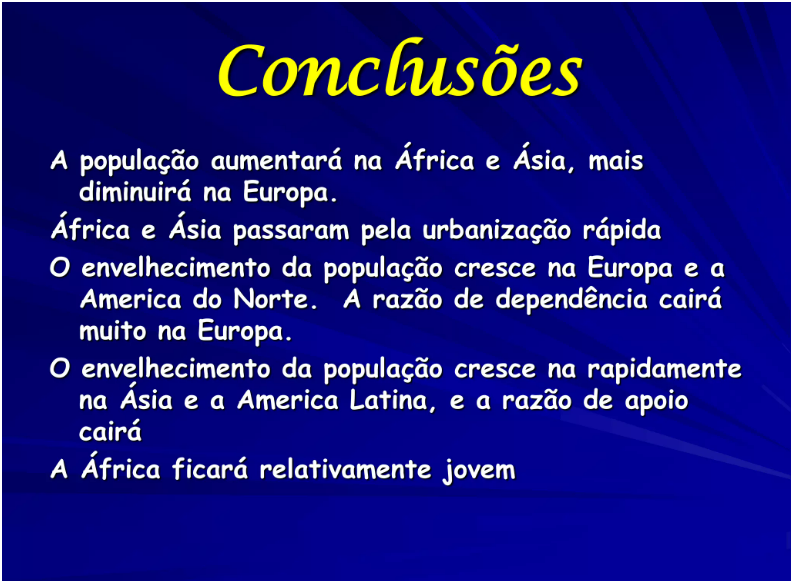 Conclusões
A população aumentará na África e Ásia, mais
diminuirá na Europa.
África e Ásia passaram pela urbanização rápida
O envelhecimento da população cresce na Europa e a
America do Norte.  A razão de dependência cairá
muito na Europa.
O envelhecimento da população cresce na rapidamente
na Ásia e a America Latina, e a razão de apoio
cairá
A África ficará relativamente jovem